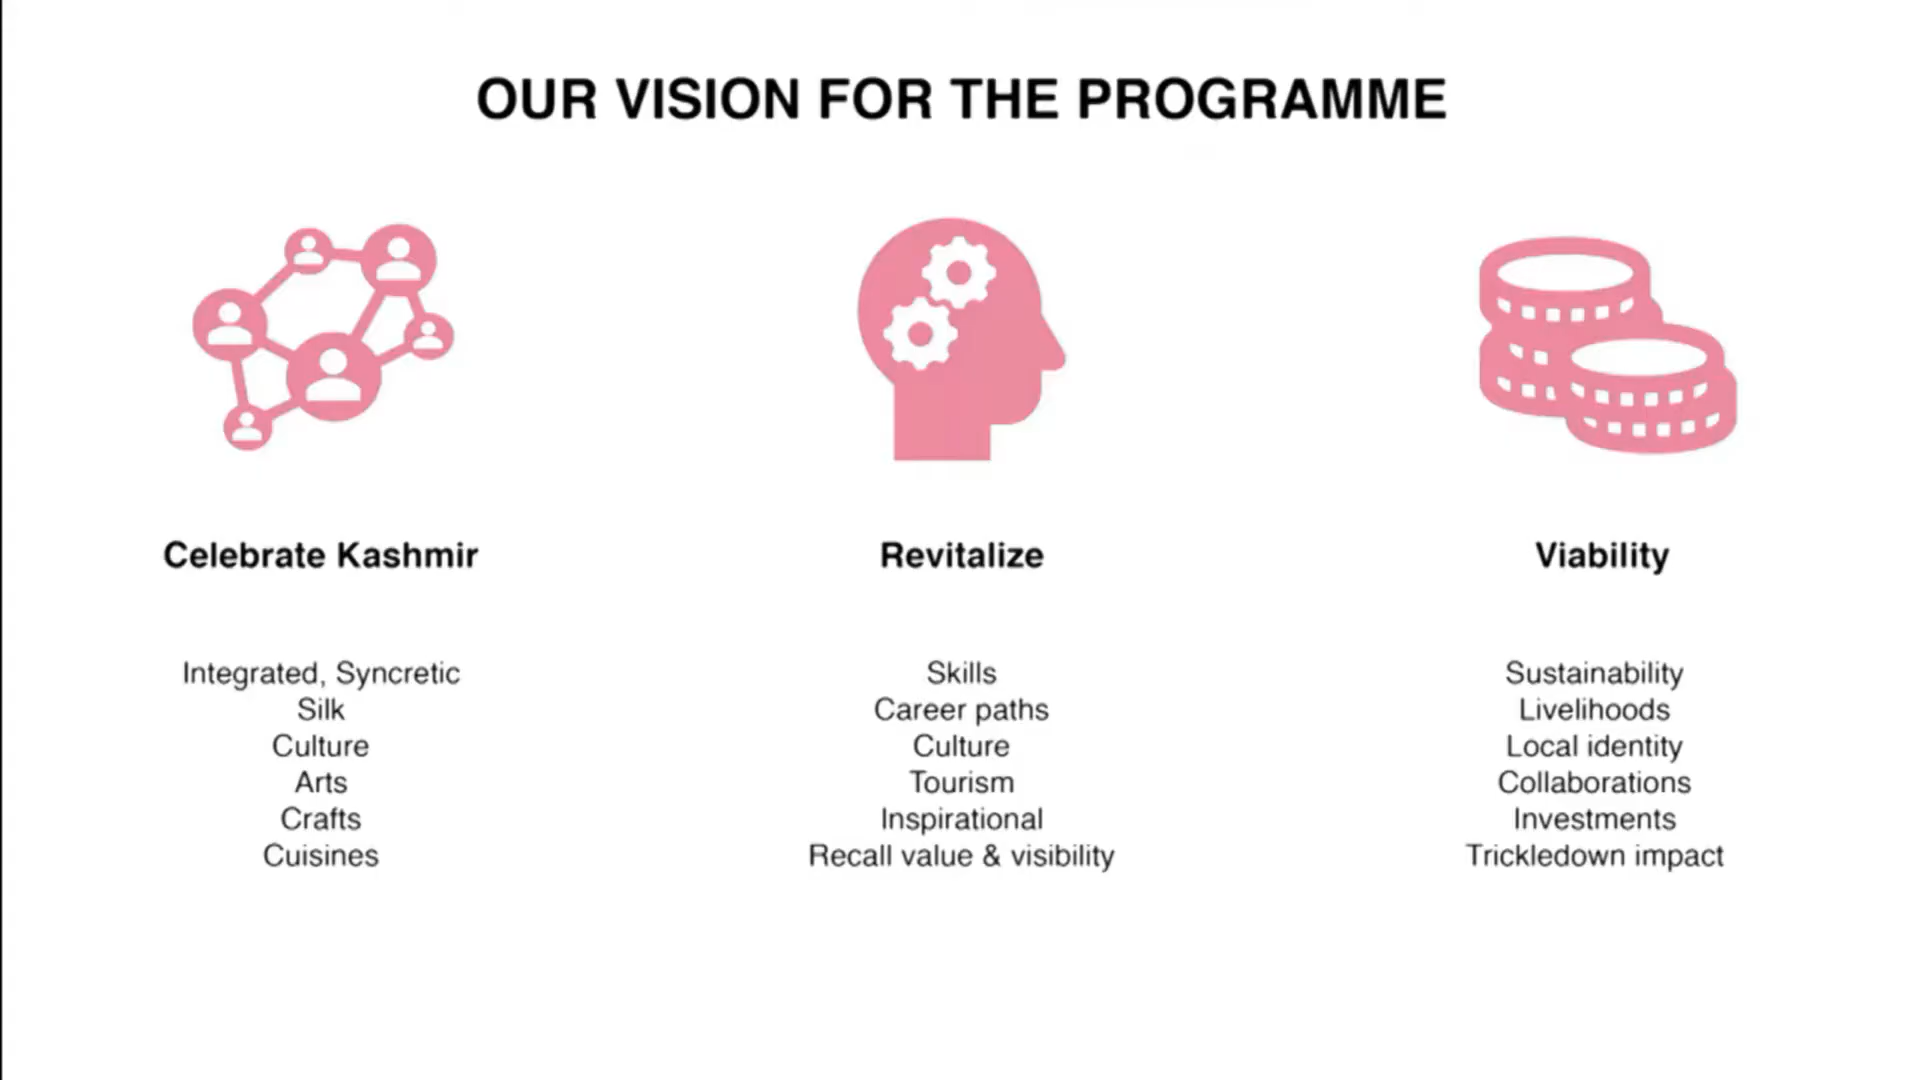 OUR VISION FOR THE PROGRAMME
Celebrate Kashmir
Integrated, Syncretic
Silk
Culture
Arts
Crafts
Cuisines
Revitalize
Skills
Career paths
Culture
Tourism
Inspirational
Recall value & visibility
Viability
Sustainability
Livelihoods
Local identity
Collaborations
Investments
Trickledown impact